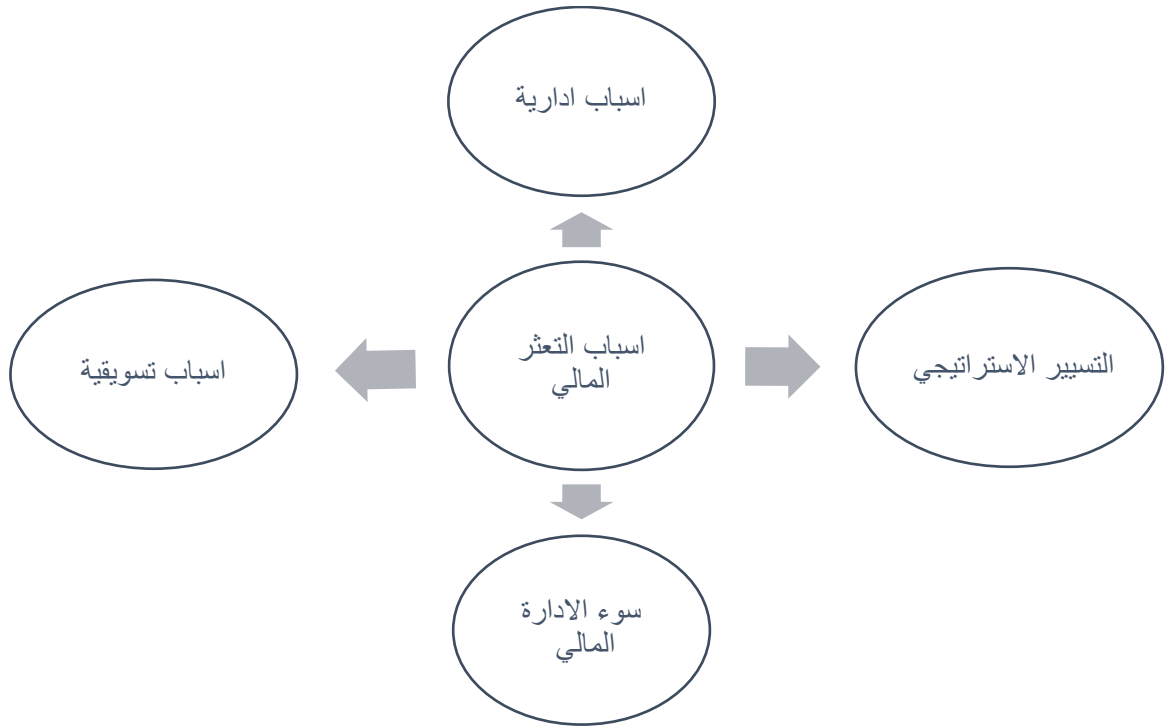 اسباب ادارية
اسباب التعثر
المالي
التسيير الاستراتيجي
اسباب تسويقية
سوء الادارة
المالي